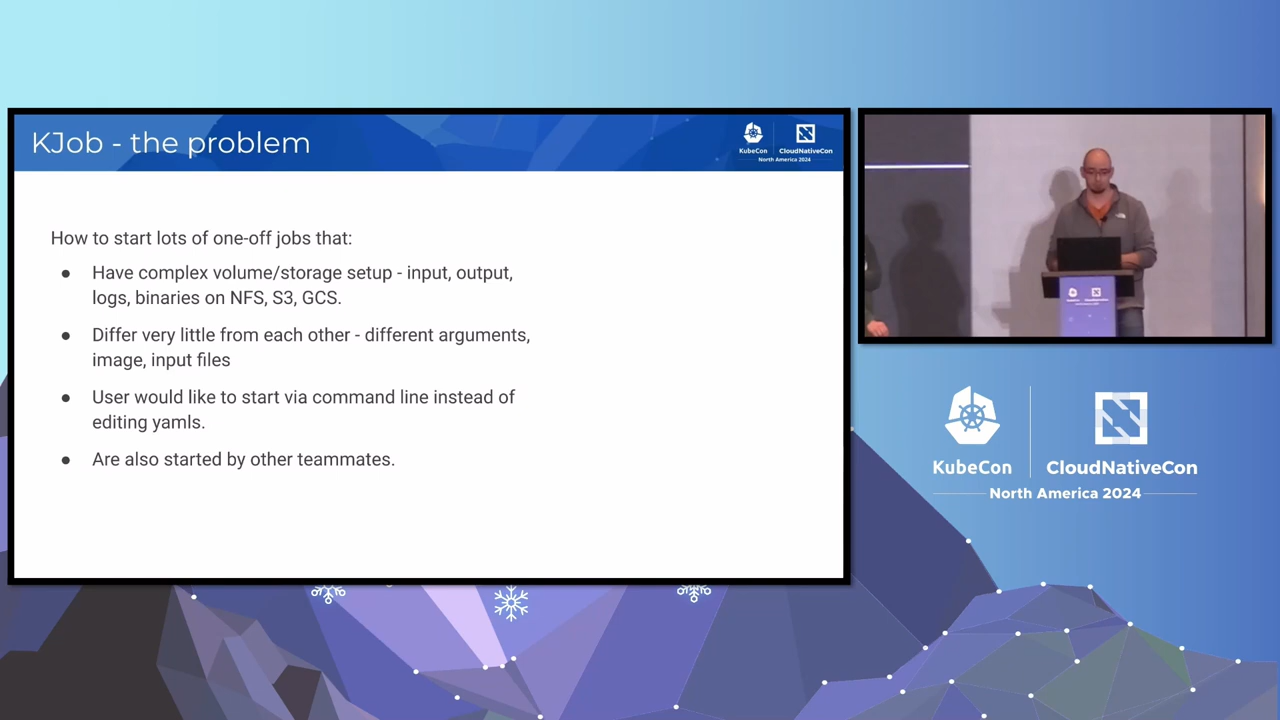 KJob - the problem
KubeCon
CloudNativeCon
North America 2024
How to start lots of one-off jobs that:
● Have complex volume/storage setup - input, output,
logs, binaries on NFS, S3, GCS.
● Differ very little from each other - different arguments,
image, input files
● User would like to start via command line instead of
editing yamls.
● Are also started by other teammates.
KubeCon
CloudNativeCon
North America 2024